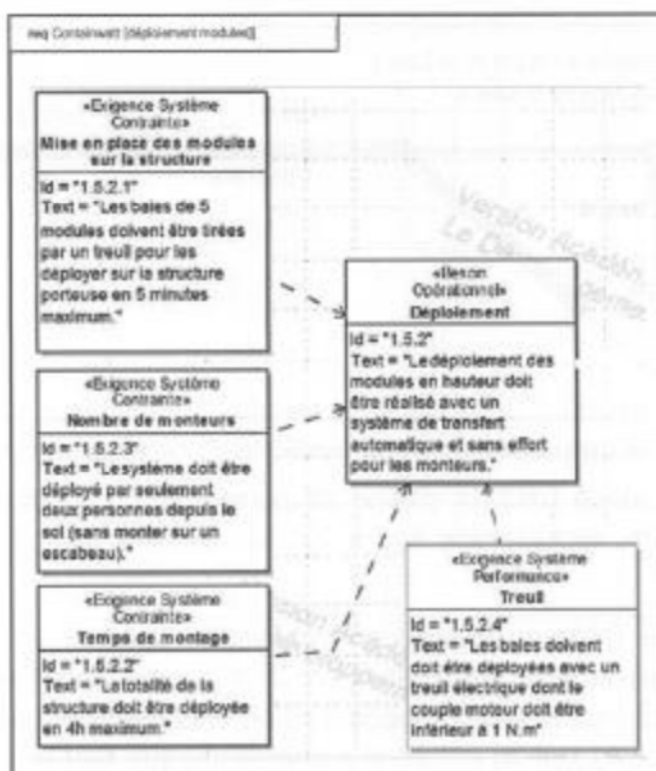 req Containwatt [déploiement modules]
«Exigence Système
Contrainte»
Mise en place des modules
sur la structure
Id = "1.5.2.1"
Text = "Les baies de 5
modules doivent être tirées
par un treuil pour les
déployer sur la structure
porteuse en 5 minutes
maximum."
«Exigence Système
Contrainte»
Nombre de monteurs
Id = "1.5.2.3"
Text = "Le système doit être
déployé par seulement
deux personnes depuis le
sol (sans monter sur un
escabeau)."
«Exigence Système
Contrainte»
Temps de montage
Id = "1.5.2.2"
Text = "La totalité de la
structure doit être déployée
en 4h maximum."
Version Acadé
Le Dé
«Besoin
Opérationnel»
Déploiement
Id = "1.5.2"
Text = "Le déploiement des
modules en hauteur doit
être réalisé avec un
système de transfert
automatique et sans effort
pour les monteurs."
«Exigence Système
Performance»
Treuil
Id = "1.5.2.4"
Text = "Les baies doivent
doit être déployées avec un
treuil électrique dont le
couple moteur doit être
inférieur à 1 N.m"